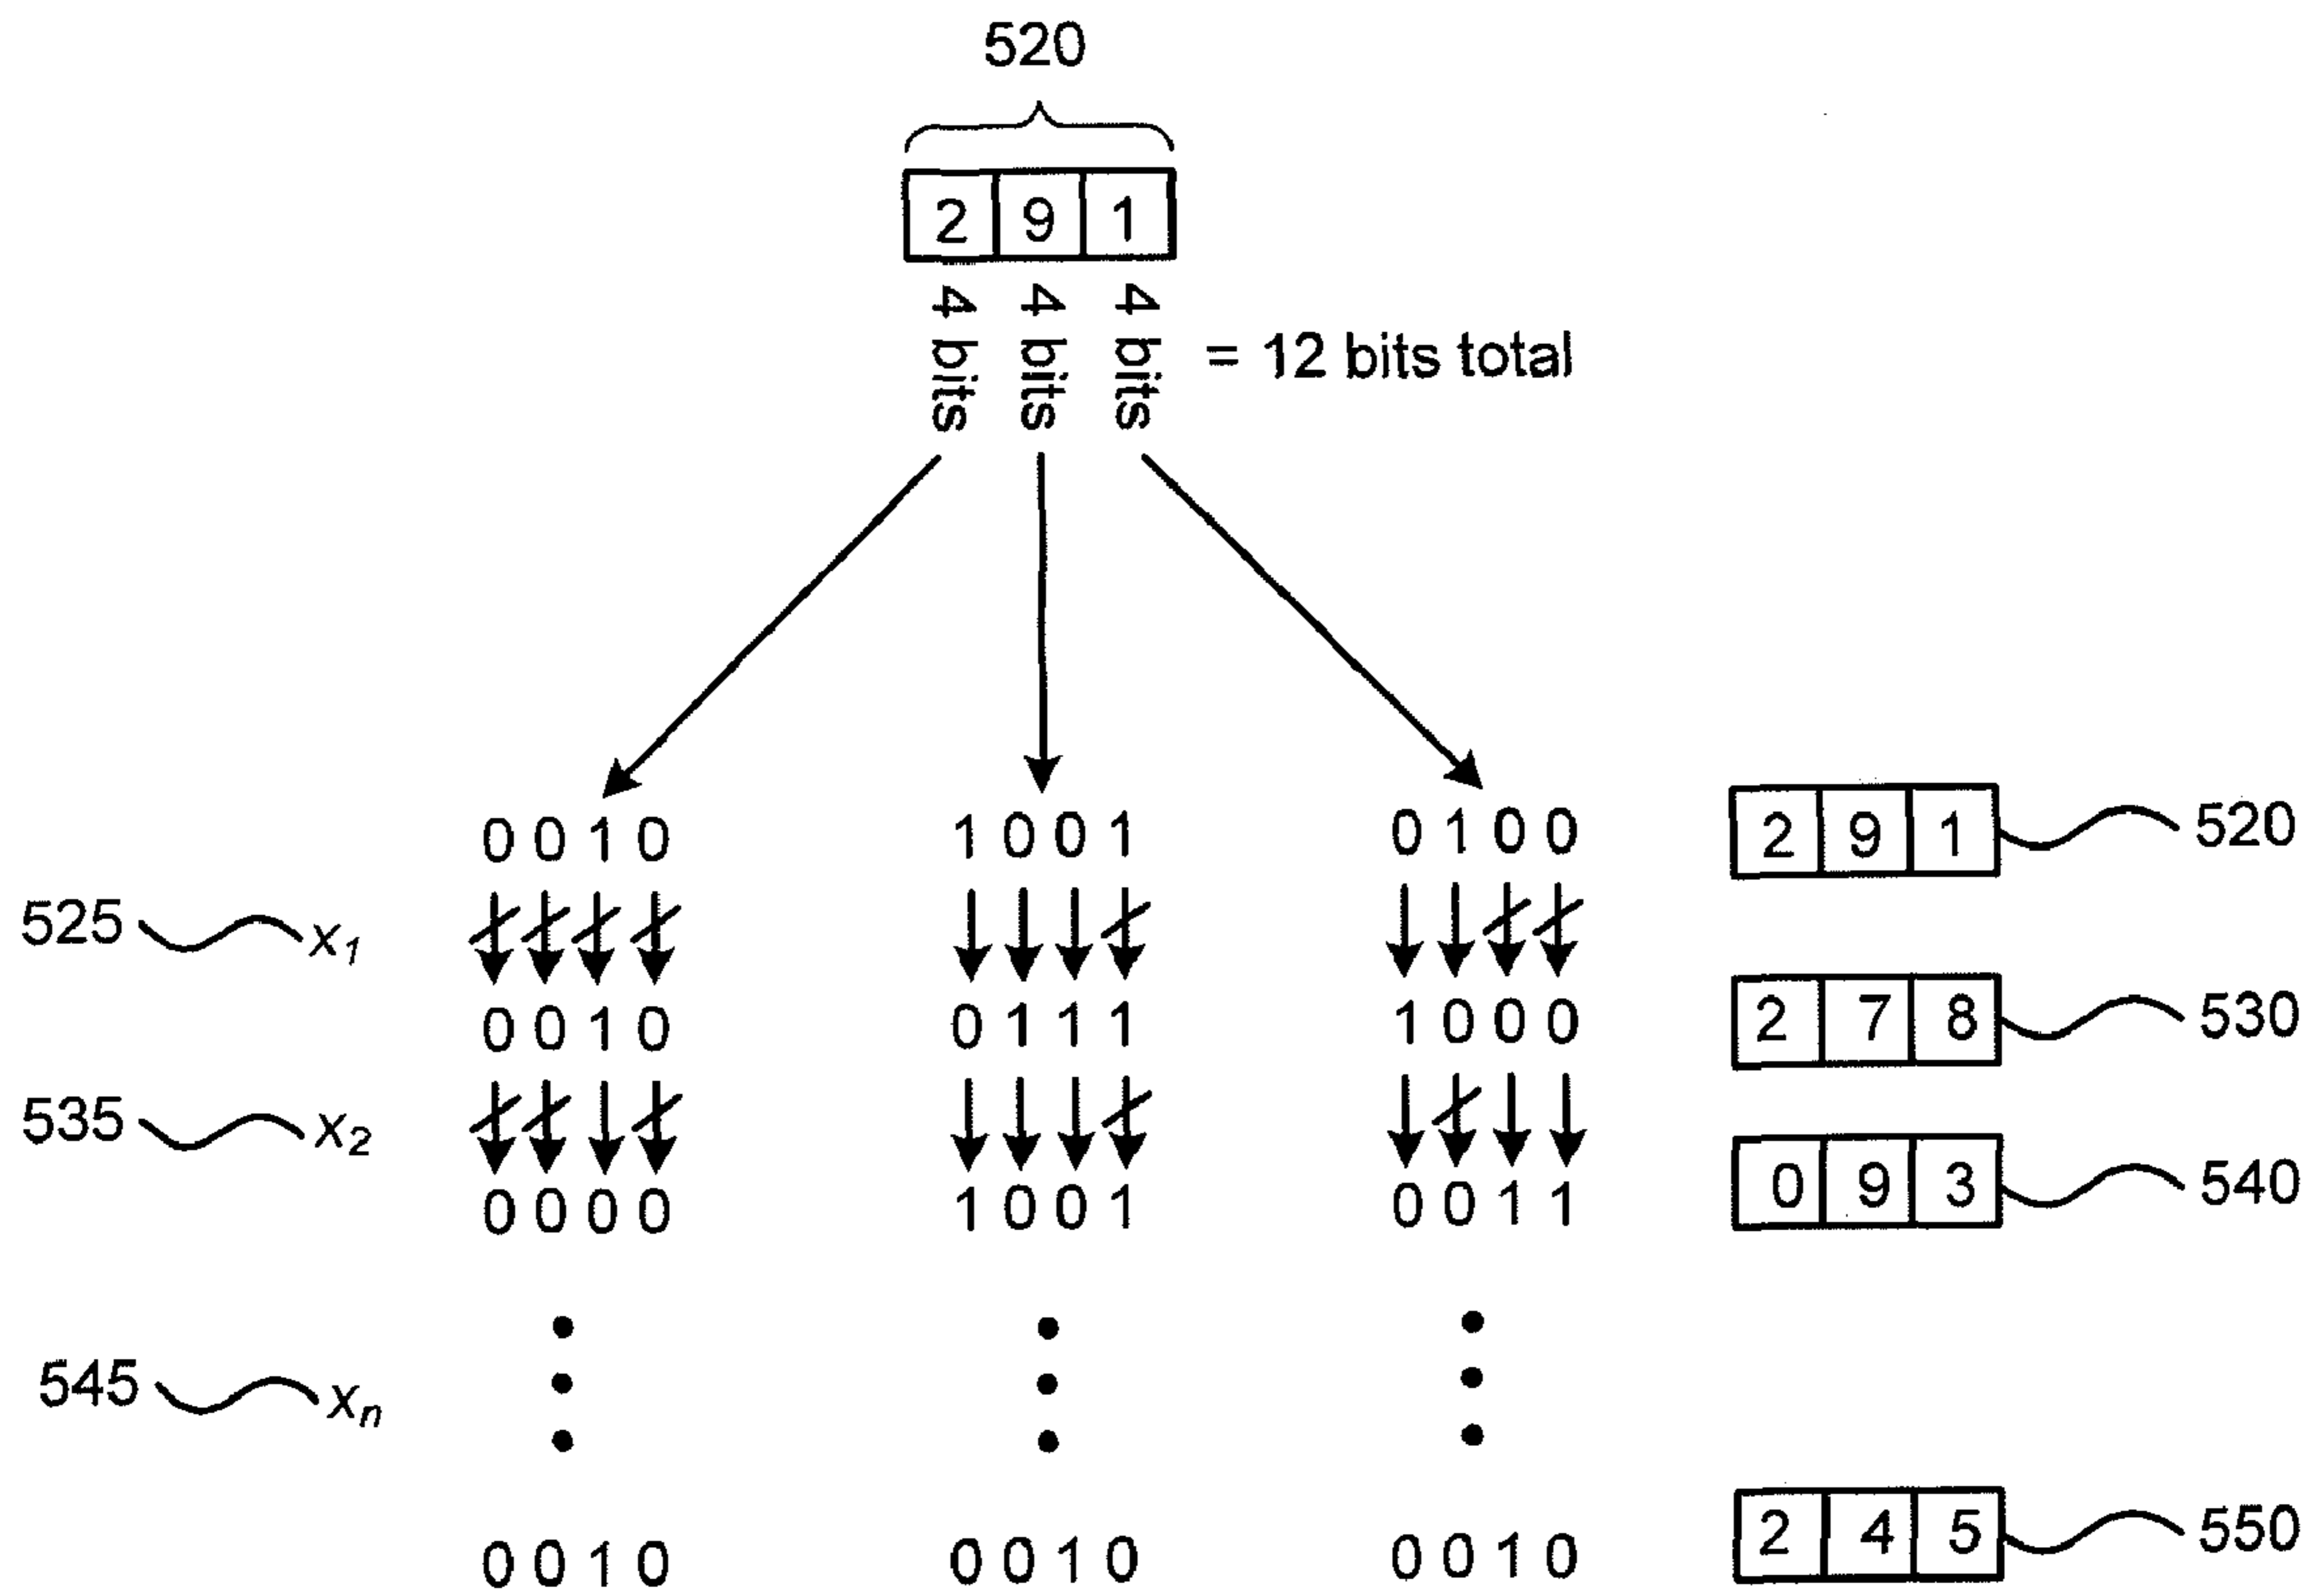 520
2 9 1
4 bits 4 bits 4 bits = 12 bits total
0 0 1 0 1 0 0 1 0 1 0 0 2 9 1 520
525 x1
0 0 1 0 0 1 1 1 1 0 0 0 2 7 8 530
535 x2
0 0 0 0 1 0 0 1 0 0 1 1 0 9 3 540
545 xn
0 0 1 0 0 0 1 0 0 0 1 0 2 4 5 550